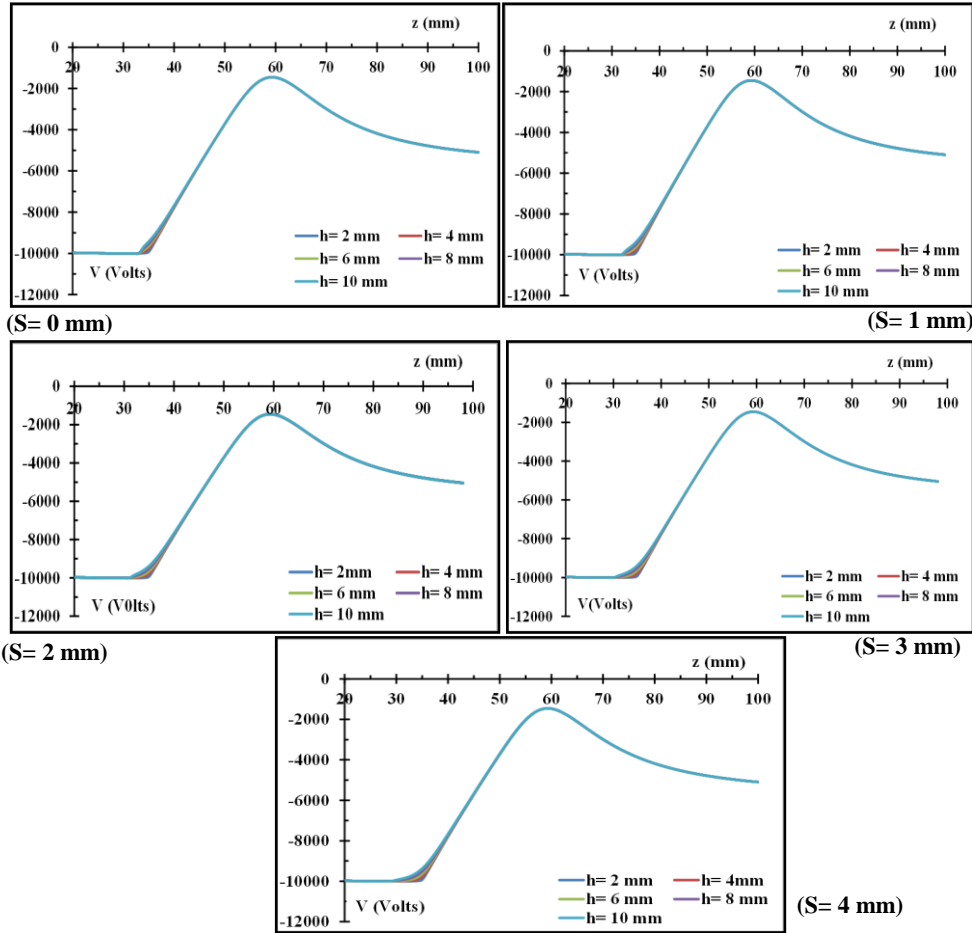 z (mm)
0
20 30 40 50 60 70 80 90 100
-2000
-4000
-6000
-8000
h= 2 mm h= 4 mm
-10000
h= 6 mm h= 8 mm
V (Volts)
h= 10 mm
-12000
(S= 0 mm)
z (mm)
0
20 30 40 50 60 70 80 90 100
-2000
-4000
-6000
-8000
h= 2 mm h= 4 mm
-10000
h= 6 mm h= 8 mm
V (Volts)
h= 10 mm
-12000
(S= 1 mm)
z (mm)
0
20 30 40 50 60 70 80 90 100
-2000
-4000
-6000
-8000
h= 2mm h= 4 mm
-10000
h= 6 mm h= 8 mm
V (V0lts)
h= 10 mm
-12000
(S= 2 mm)
z (mm)
0
20 30 40 50 60 70 80 90 100
-2000
-4000
-6000
-8000
h= 2 mm h= 4 mm
-10000
h= 6 mm h= 8 mm
V(Volts)
h= 10 mm
-12000
(S= 3 mm)
z (mm)
0
20 30 40 50 60 70 80 90 100
-2000
-4000
-6000
-8000
-10000
h= 2 mm h= 4mm
h= 6 mm h= 8 mm
V (Volts)
h= 10 mm
-12000
(S= 4 mm)